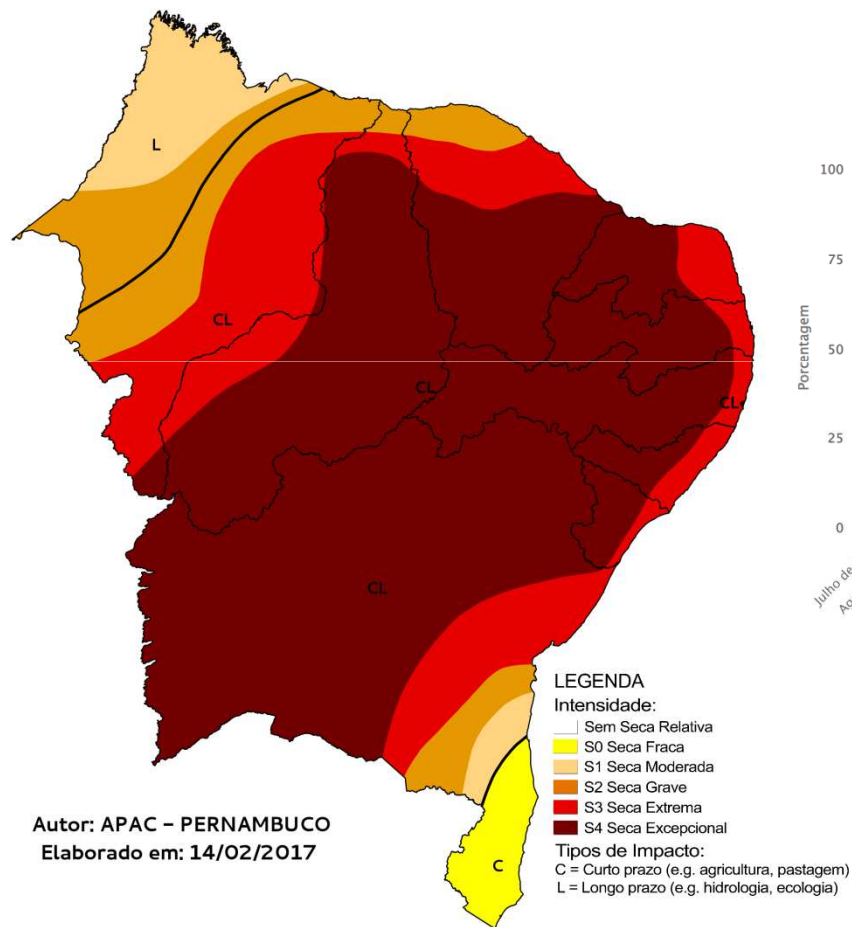 L
CL
CL
CL
CL
C
100
75
50
25
0
Porcentagem
Julho de
LEGENDA
Intensidade:
Sem Seca Relativa
S0 Seca Fraca
S1 Seca Moderada
S2 Seca Grave
S3 Seca Extrema
S4 Seca Excepcional
Tipos de Impacto:
C = Curto prazo (e.g. agricultura, pastagem)
L = Longo prazo (e.g. hidrologia, ecologia)
Autor: APAC – PERNAMBUCO
Elaborado em: 14/02/2017